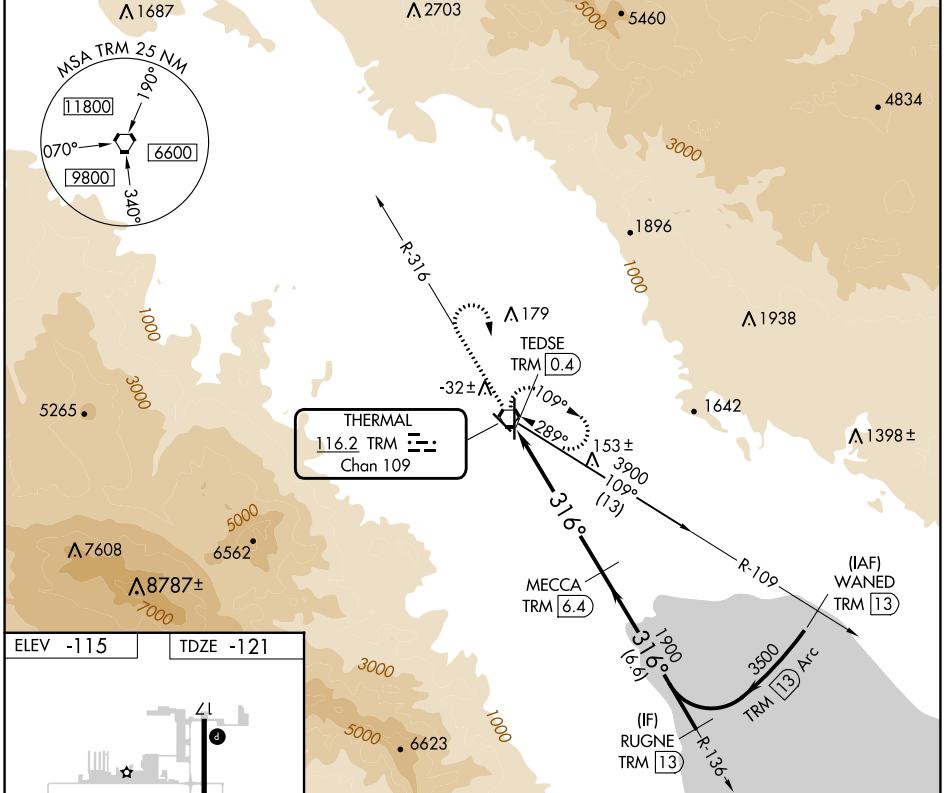 1687
2703
5000
5460
MSA TRM 25 NM
190°
11800
070°
6600
9800
340°
4834
3000
R-316
1896
1000
179
1938
1000
TEDSE
TRM 0.4
-32±
3000
5265
109°
1642
THERMAL
116.2 TRM
Chan 109
289°
153±
3900
109°
(13)
1398±
316°
5000
6562
7608
8787±
7000
MECCA
TRM 6.4
R-109
(IAF)
WANED
TRM 13
1900
316°
(6.6)
3500
TRM 13 Arc
ELEV -115
TDZE -121
3000
1000
5000
6623
(IF)
RUGNE
TRM 13
R-136
17
P